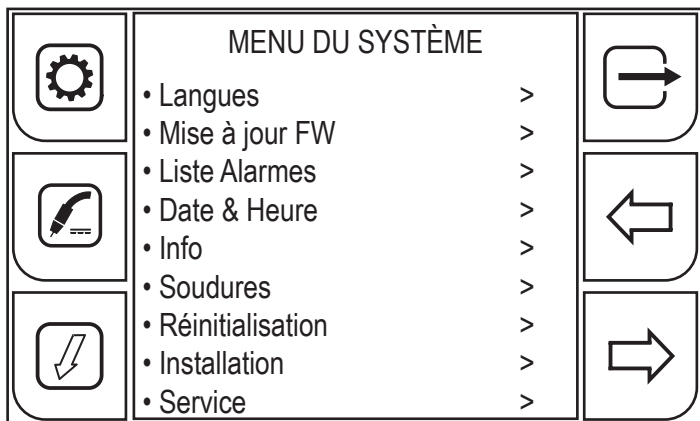 MENU DU SYSTÈME
• Langues >
• Mise à jour FW >
• Liste Alarmes >
• Date & Heure >
• Info >
• Soudures >
• Réinitialisation >
• Installation >
• Service >